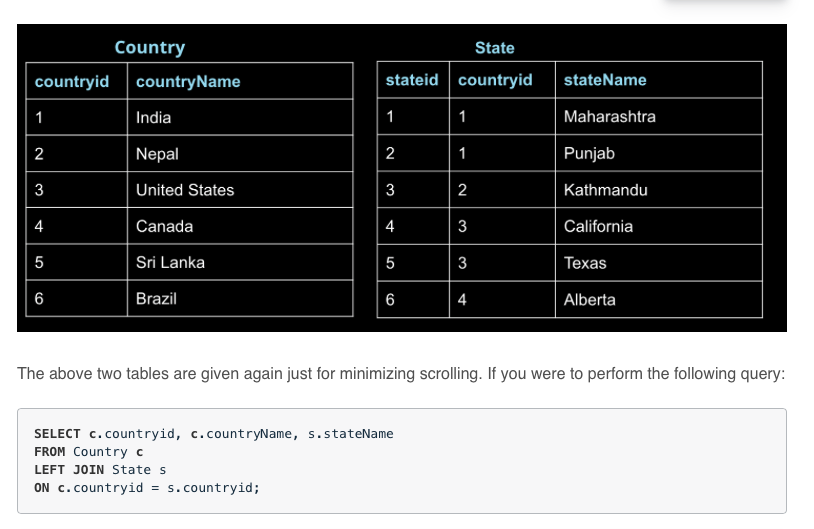 Country
countryid countryName
1 India
2 Nepal
3 United States
4 Canada
5 Sri Lanka
6 Brazil
State
stateid countryid stateName
1 1 Maharashtra
2 1 Punjab
3 2 Kathmandu
4 3 California
5 3 Texas
6 4 Alberta
The above two tables are given again just for minimizing scrolling. If you were to perform the following query:
SELECT c.countryid, c.countryName, s.stateName
FROM Country c
LEFT JOIN State s
ON c.countryid = s.countryid;